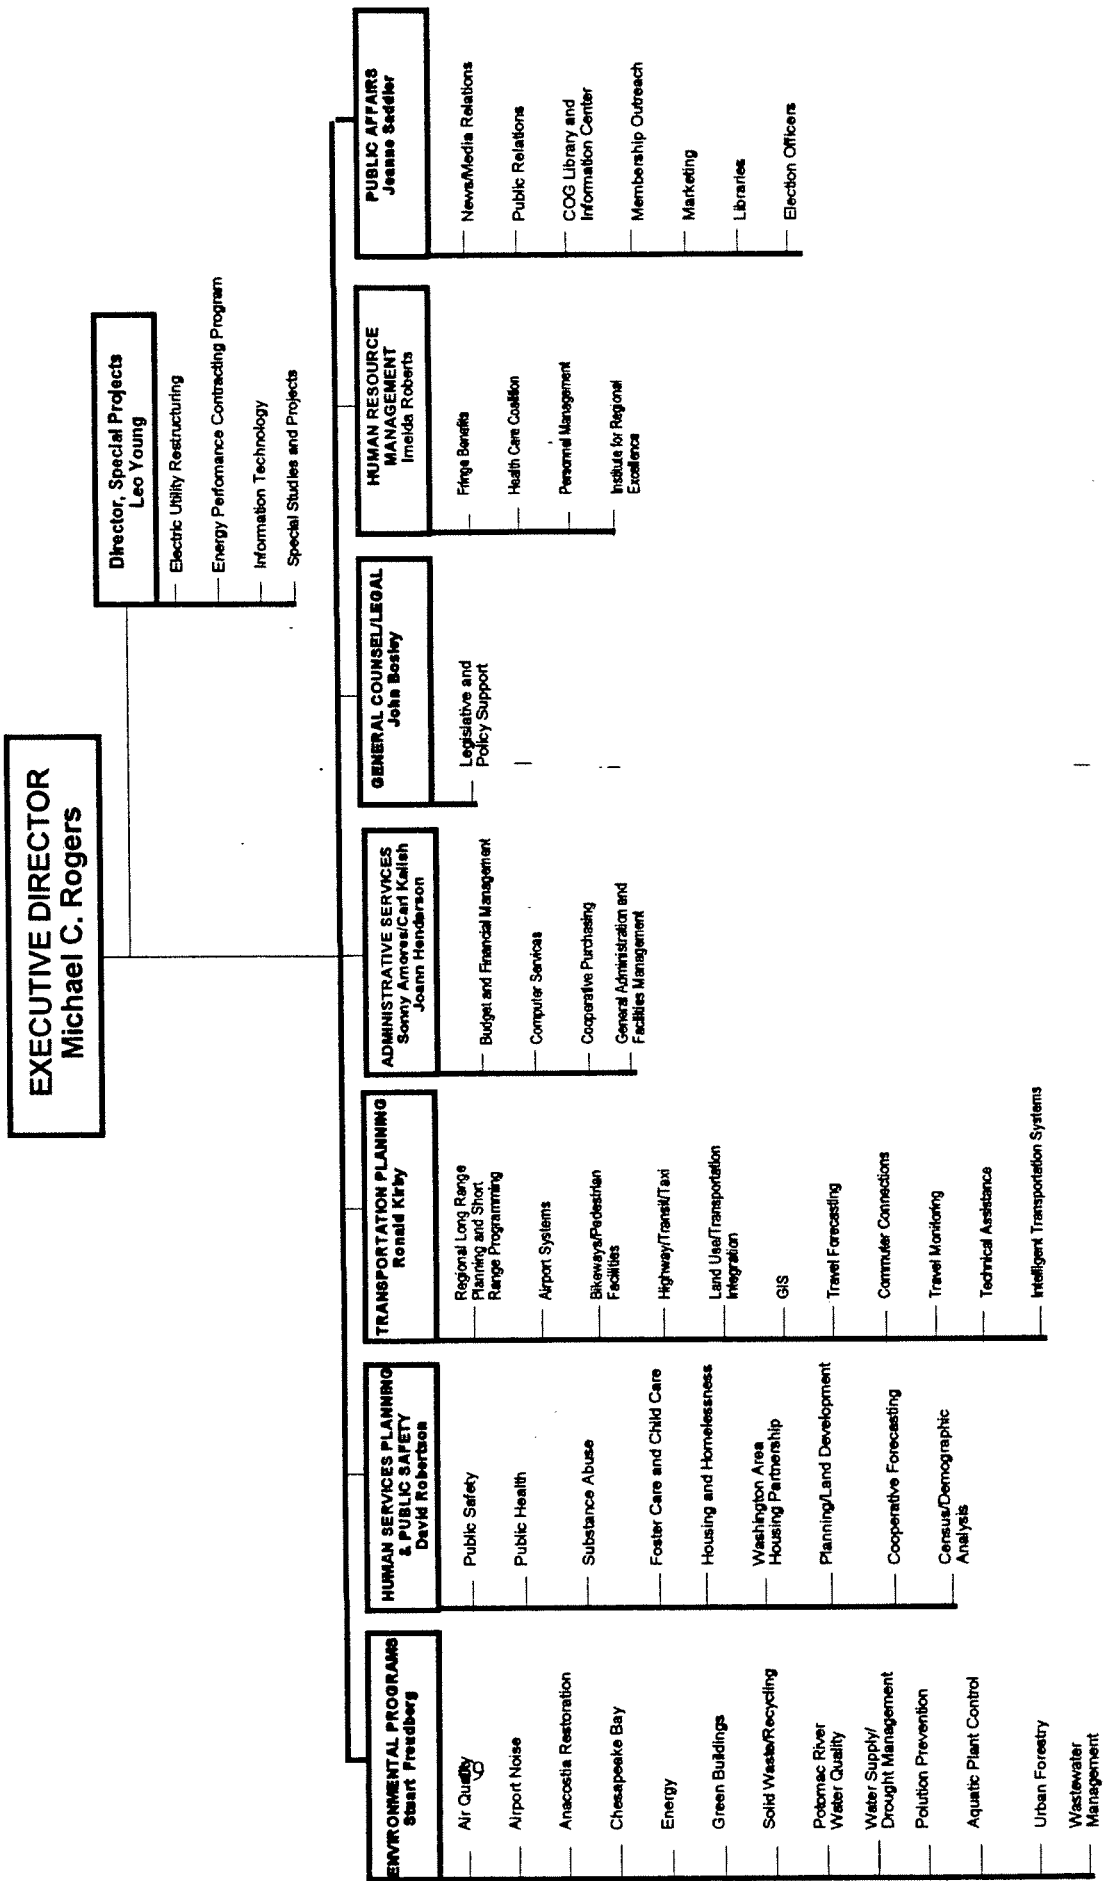 EXECUTIVE DIRECTOR
Michael C. Rogers
Director, Special Projects
Leo Young
Electric Utility Restructuring
Energy Perfomance Contracting Program
Information Technology
Special Studies and Projects
ENVIRONMENTAL PROGRAMS
Stuart Freudberg
Air Quality
Airport Noise
Anacostia Restoration
Chesapeake Bay
Energy
Green Buildings
Solid Waste/Recycling
Potomac River
Water Quality
Water Supply/
Drought Management
Polution Prevention
Aquatic Plant Control
Urban Forestry
Wastewater
Management
HUMAN SERVICES PLANNING
& PUBLIC SAFETY
David Robertson
Public Safety
Public Health
Substance Abuse
Foster Care and Child Care
Housing and Homelessness
Washington Area
Housing Partnership
Planning/Land Development
Cooperative Forecasting
Census/Demographic
Analysis
TRANSPORTATION PLANNING
Ronald Kirby
Regional Long Range
Planning and Short
Range Programming
Airport Systems
Bikeways/Pedestrian
Facilities
Highway/Transit/Taxi
Land Use/Transportation
Integration
GIS
Travel Forecasting
Commuter Connections
Travel Monitoring
Technical Assistance
Intelligent Transportation Systems
ADMINISTRATIVE SERVICES
Sonny Amores/Carl Kalish
Joann Henderson
Budget and Financial Management
Computer Services
Cooperative Purchasing
General Administration and
Facilities Management
GENERAL COUNSEL/LEGAL
John Bosley
Legislative and
Policy Support
HUMAN RESOURCE
MANAGEMENT
Imelda Roberts
Fringe Benefits
Health Care Coalition
Personnel Management
Institute for Regional
Excellence
PUBLIC AFFAIRS
Jeanne Saddler
News/Media Relations
Public Relations
COG Library and
Information Center
Membership Outreach
Marketing
Libraries
Election Officers